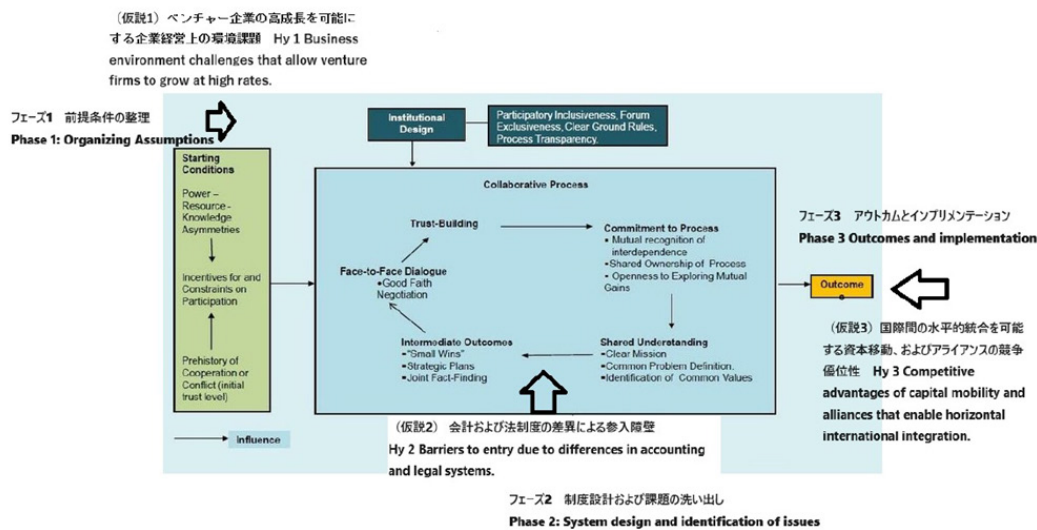 （仮説1）ベンチャー企業の高成長を可能に
する企業経営上の環境課題　Hy 1 Business
environment challenges that allow venture
firms to grow at high rates.
フェーズ1　前提条件の整理
Phase 1: Organizing Assumptions
Institutional
Design
Participatory Inclusiveness, Forum
Exclusiveness, Clear Ground Rules,
Process Transparency.
Starting
Conditions
Power –
Resource -
Knowledge
Asymmetries
Incentives for and
Constraints on
Participation
Prehistory of
Cooperation or
Conflict (initial
trust level)
Influence
Collaborative Process
Trust-Building
Commitment to Process
• Mutual recognition of
interdependence
•Shared Ownership of Process
• Openness to Exploring Mutual
Gains
Face-to-Face Dialogue
•Good Faith
Negotiation
Intermediate Outcomes
•"Small Wins"
•Strategic Plans
•Joint Fact-Finding
Shared Understanding
•Clear Mission
•Common Problem Definition.
•Identification of Common Values
（仮説2）　会計および法制度の差異による参入障壁
Hy 2 Barriers to entry due to differences in accounting
and legal systems.
フェーズ2　制度設計および課題の洗い出し
Phase 2: System design and identification of issues
フェーズ3　アウトカムとインプリメンテーション
Phase 3 Outcomes and implementation
Outcome
（仮説3）国際間の水平的統合を可能
する資本移動、およびアライアンスの競争
優位性　Hy 3 Competitive
advantages of capital mobility and
alliances that enable horizontal
international integration.